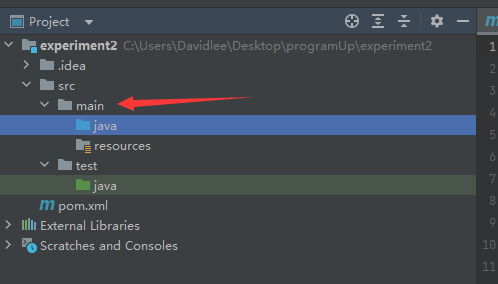 Project
experiment2 C:\Users\Davidlee\Desktop\programUp\experiment2
.idea
src
main
java
resources
test
java
pom.xml
External Libraries
Scratches and Consoles
1
2
3
4
5
6
7
8
9
10
11